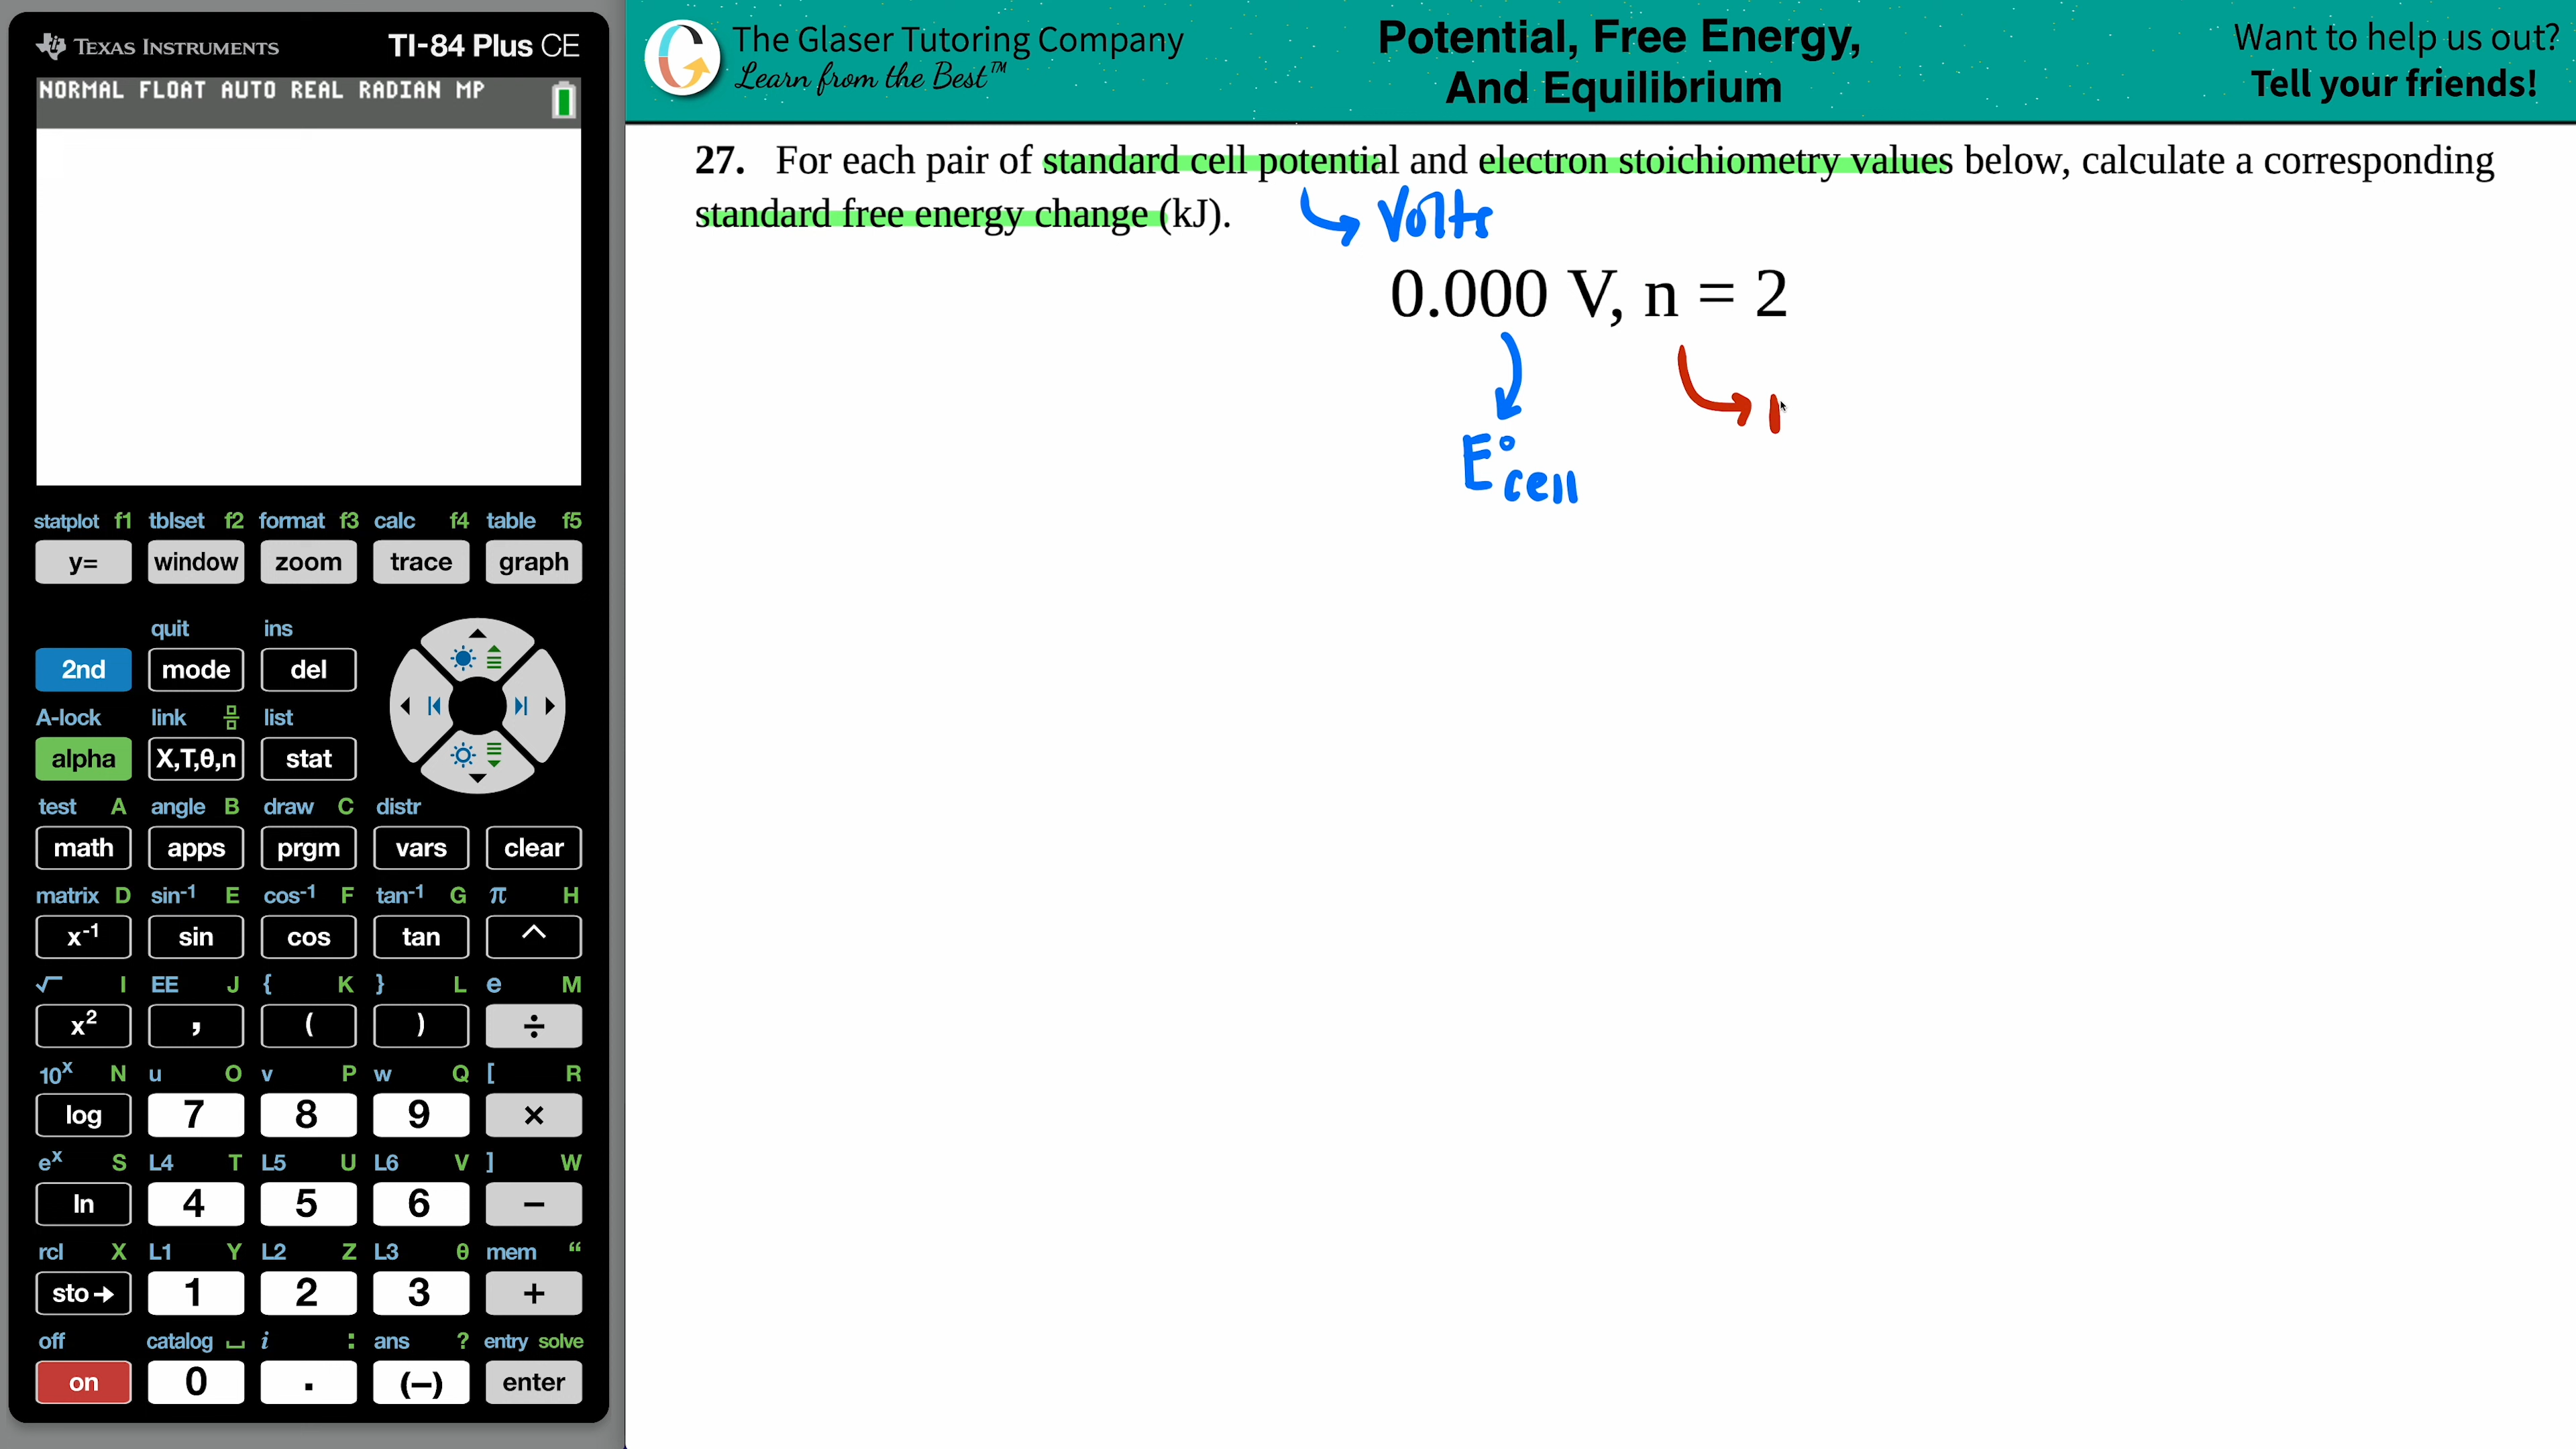 TEXAS INSTRUMENTS TI-84 Plus CE
NORMAL FLOAT AUTO REAL RADIAN MP
statplot f1 tblset f2 format f3 calc f4 table f5
y= window zoom trace graph
quit ins
2nd mode del
A-lock link list
alpha X,T,θ,n stat
test A angle B draw C distr
math apps prgm vars clear
matrix D sin⁻¹ E cos⁻¹ F tan⁻¹ G π H
x⁻¹ sin cos tan ^
√ I EE J { K } L e M
x² , ( ) ÷
10ˣ N u O v P w Q [ R
log 7 8 9 ×
eˣ S L4 T L5 U L6 V ] W
ln 4 5 6 −
rcl X L1 Y L2 Z L3 θ mem “
sto→ 1 2 3 +
off catalog ⎵ i : ans ? entry solve
on 0 . (−) enter
The Glaser Tutoring Company
Learn from the Best™
Potential, Free Energy,
And Equilibrium
Want to help us out?
Tell your friends!
27. For each pair of standard cell potential and electron stoichiometry values below, calculate a corresponding
standard free energy change (kJ).
Volts
0.000 V, n = 2
E°cell